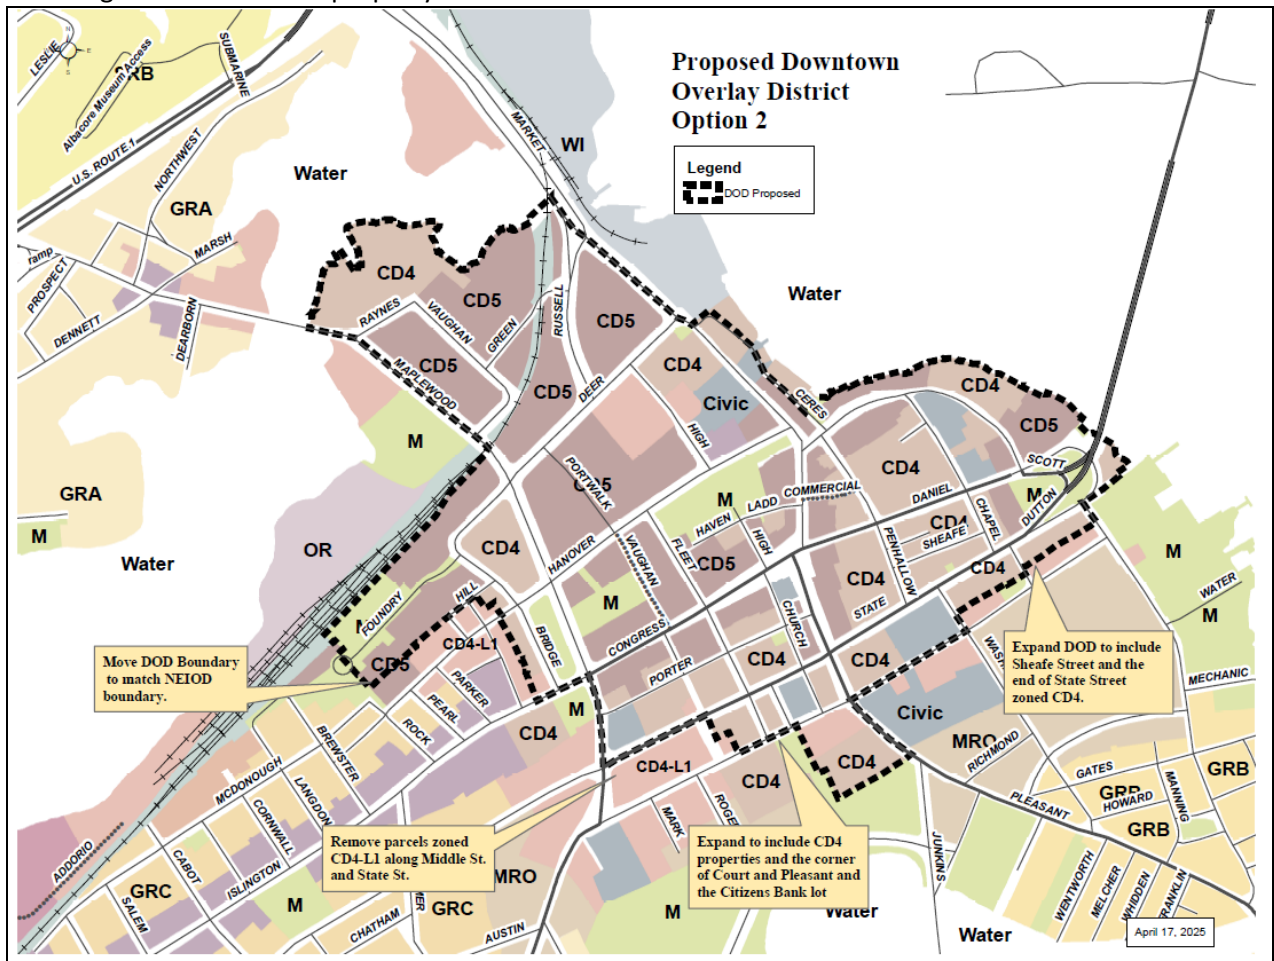 Proposed Downtown
Overlay District
Option 2
Legend
DOD Proposed
N
E
S
LESLIE
Albacore Museum Access
SRB
SUBMARINE
U.S. ROUTE 1
NORTHWEST
GRA
MARSH
ramp
PROSPECT
DENNETT
DEARBORN
Water
MARKET
WI
Water
CD4
CD5
RAYNES
VAUGHAN
GREEN
RUSSELL
CD5
CD5
MAPLEWOOD
CD5
DEER
CD4
Civic
HIGH
CERES
CD4
CD5
SCOTT
M
DUTTON
M
GRA
M
Water
OR
PORTWALK
CD5
M
COMMERCIAL
LADD
HAVEN
HIGH
CD4
DANIEL
CHAPEL
CD4
SHEAFE
PENHALLOW
CD4
M
WATER
M
CD4
HANOVER
VAUGHAN
FLEET
CD5
CD4
STATE
FOUNDRY
HILL
M
CONGRESS
CHURCH
BRIDGE
CD4-L1
CD5
PARKER
PEARL
ROCK
PORTER
CD4
CD4
Civic
MECHANIC
Move DOD Boundary
to match NEIOD
boundary.
Expand DOD to include
Sheafe Street and the
end of State Street
zoned CD4.
BREWSTER
M
CD4
CD4-L1
CD4
CD4
MRO
RICHMOND
GATES
GRB
HOWARD
MANNING
GRB
GRB
MCDONOUGH
LANGDON
CORNWALL
CABOT
ISLINGTON
MARK
PLEASANT
JUNKINS
ADDORIO
GRC
SALEM
M
CHATHAM
GRC
AUSTIN
MRO
Remove parcels zoned
CD4-L1 along Middle St.
and State St.
Expand to include CD4
properties and the corner
of Court and Pleasant and
the Citizens Bank lot
M
Water
Water
WENTWORTH
MELCHER
WHIDDEN
FRANKLIN
April 17, 2025